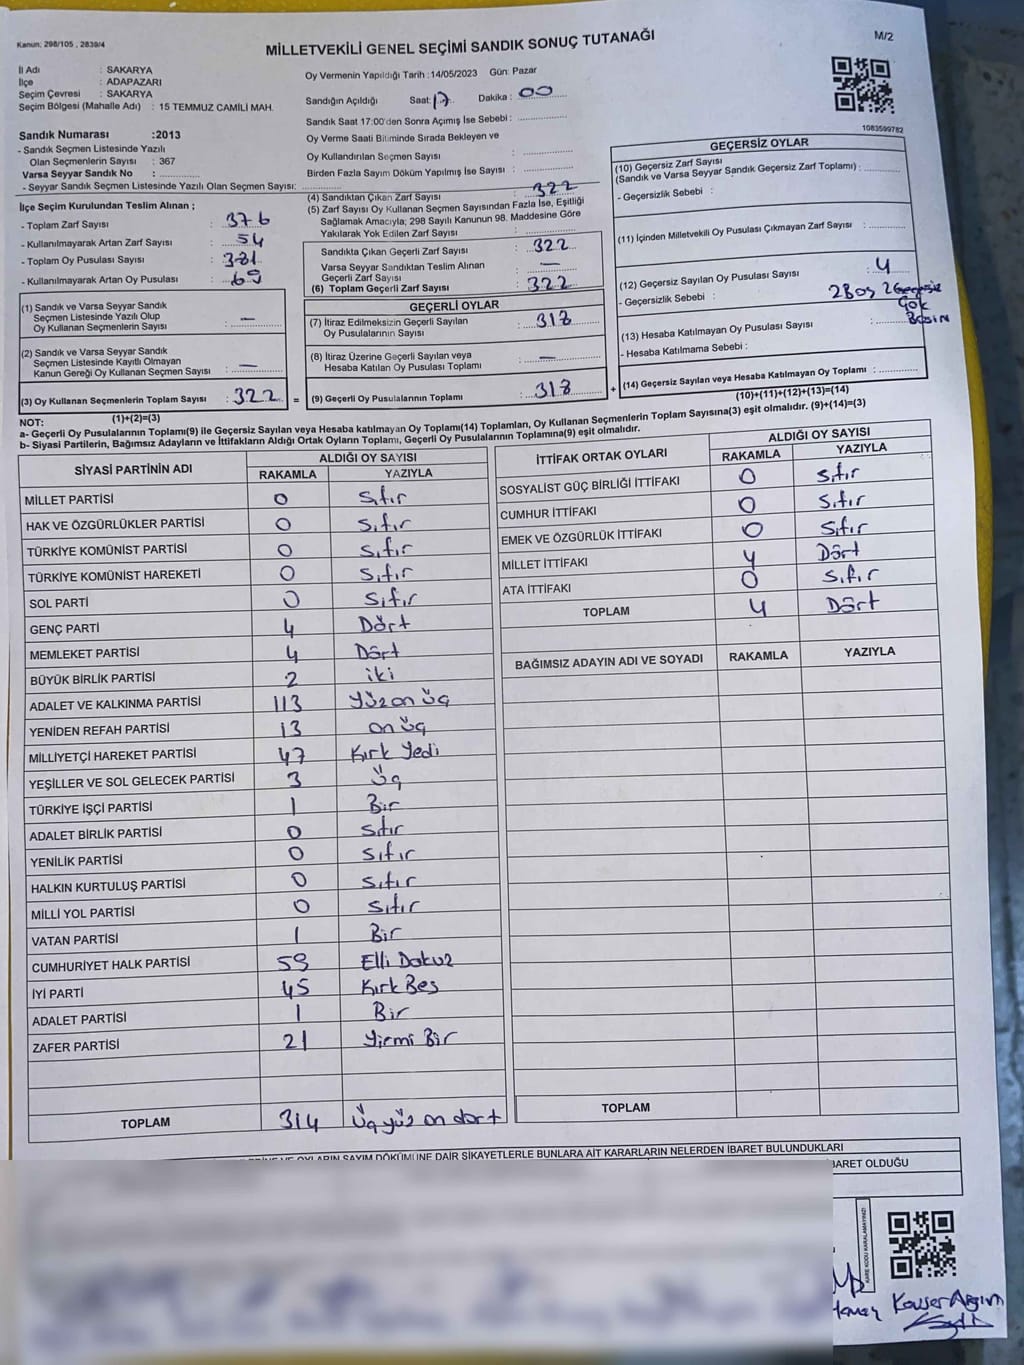 Kanun: 298/105 , 2839/4
MİLLETVEKİLİ GENEL SEÇİMİ SANDIK SONUÇ TUTANAĞI
M/2
İl Adı : SAKARYA
İlçe : ADAPAZARI
Seçim Çevresi : SAKARYA
Seçim Bölgesi (Mahalle Adı) : 15 TEMMUZ CAMİLİ MAH.
Sandık Numarası :2013
- Sandık Seçmen Listesinde Yazılı
Olan Seçmenlerin Sayısı : 367
Varsa Seyyar Sandık No : ..............
- Seyyar Sandık Seçmen Listesinde Yazılı Olan Seçmen Sayısı: ..............
İlçe Seçim Kurulundan Teslim Alınan ;
- Toplam Zarf Sayısı : 376
- Kullanılmayarak Artan Zarf Sayısı : 54
- Toplam Oy Pusulası Sayısı : 381
- Kullanılmayarak Artan Oy Pusulası : 69
(1) Sandık ve Varsa Seyyar Sandık
Seçmen Listesinde Yazılı Olup
Oy Kullanan Seçmenlerin Sayısı : —
(2) Sandık ve Varsa Seyyar Sandık
Seçmen Listesinde Kayıtlı Olmayan
Kanun Gereği Oy Kullanan Seçmen Sayısı : —
(3) Oy Kullanan Seçmenlerin Toplam Sayısı : 322 =
Oy Vermenin Yapıldığı Tarih :14/05/2023 Gün: Pazar
Sandığın Açıldığı Saat: 17 Dakika : 00
Sandık Saat 17:00'den Sonra Açımış İse Sebebi : ..............
Oy Verme Saati Bitiminde Sırada Bekleyen ve
Oy Kullandırılan Seçmen Sayısı : ..............
Birden Fazla Sayım Döküm Yapılmış İse Sayısı : ..............
(4) Sandıktan Çıkan Zarf Sayısı : 322
(5) Zarf Sayısı Oy Kullanan Seçmen Sayısından Fazla İse, Eşitliği
Sağlamak Amacıyla; 298 Sayılı Kanunun 98. Maddesine Göre
Yakılarak Yok Edilen Zarf Sayısı : ..............
Sandıkta Çıkan Geçerli Zarf Sayısı : 322
Varsa Seyyar Sandıktan Teslim Alınan
Geçerli Zarf Sayısı : —
(6) Toplam Geçerli Zarf Sayısı : 322
GEÇERLİ OYLAR
(7) İtiraz Edilmeksizin Geçerli Sayılan
Oy Pusulalarının Sayısı : 318
(8) İtiraz Üzerine Geçerli Sayılan veya
Hesaba Katılan Oy Pusulası Toplamı : —
(9) Geçerli Oy Pusulalarının Toplamı : 318 +
1083599782
GEÇERSİZ OYLAR
(10) Geçersiz Zarf Sayısı
(Sandık ve Varsa Seyyar Sandık Geçersiz Zarf Toplamı) : ..............
- Geçersizlik Sebebi :
(11) İçinden Milletvekili Oy Pusulası Çıkmayan Zarf Sayısı : ..............
(12) Geçersiz Sayılan Oy Pusulası Sayısı : 4
- Geçersizlik Sebebi : 2 Boş 2 Geçersiz
Çok
Basın
(13) Hesaba Katılmayan Oy Pusulası Sayısı : ..............
- Hesaba Katılmama Sebebi :
(14) Geçersiz Sayılan veya Hesaba Katılmayan Oy Toplamı : ..............
(10)+(11)+(12)+(13)=(14)
NOT: (1)+(2)=(3)
a- Geçerli Oy Pusulalarının Toplamı(9) ile Geçersiz Sayılan veya Hesaba katılmayan Oy Toplamı(14) Toplamları, Oy Kullanan Seçmenlerin Toplam Sayısına(3) eşit olmalıdır. (9)+(14)=(3)
b- Siyasi Partilerin, Bağımsız Adayların ve İttifakların Aldığı Ortak Oyların Toplamı, Geçerli Oy Pusulalarının Toplamına(9) eşit olmalıdır.
SİYASİ PARTİNİN ADI ALDIĞI OY SAYISI
RAKAMLA YAZIYLA
MİLLET PARTİSİ 0 sıfır
HAK VE ÖZGÜRLÜKLER PARTİSİ 0 sıfır
TÜRKİYE KOMÜNİST PARTİSİ 0 sıfır
TÜRKİYE KOMÜNİST HAREKETİ 0 sıfır
SOL PARTİ 0 sıfır
GENÇ PARTİ 4 Dört
MEMLEKET PARTİSİ 4 Dört
BÜYÜK BİRLİK PARTİSİ 2 iki
ADALET VE KALKINMA PARTİSİ 113 Yüz on üç
YENİDEN REFAH PARTİSİ 13 on üç
MİLLİYETÇİ HAREKET PARTİSİ 47 Kırk Yedi
YEŞİLLER VE SOL GELECEK PARTİSİ 3 üç
TÜRKİYE İŞÇİ PARTİSİ 1 Bir
ADALET BİRLİK PARTİSİ 0 sıfır
YENİLİK PARTİSİ 0 sıfır
HALKIN KURTULUŞ PARTİSİ 0 sıfır
MİLLİ YOL PARTİSİ 0 sıfır
VATAN PARTİSİ 1 Bir
CUMHURİYET HALK PARTİSİ 59 Elli Dokuz
İYİ PARTİ 45 Kırk Beş
ADALET PARTİSİ 1 Bir
ZAFER PARTİSİ 21 Yirmi Bir
TOPLAM 314 üç yüz on dört
İTTİFAK ORTAK OYLARI ALDIĞI OY SAYISI
RAKAMLA YAZIYLA
SOSYALİST GÜÇ BİRLİĞİ İTTİFAKI 0 sıfır
CUMHUR İTTİFAKI 0 sıfır
EMEK VE ÖZGÜRLÜK İTTİFAKI 0 sıfır
MİLLET İTTİFAKI 4 Dört
ATA İTTİFAKI 0 sıfır
TOPLAM 4 Dört
BAĞIMSIZ ADAYIN ADI VE SOYADI RAKAMLA YAZIYLA
TOPLAM
OYLARIN SAYIM DÖKÜMÜNE DAİR ŞİKAYETLERLE BUNLARA AİT KARARLARIN NELERDEN İBARET BULUNDUKLARI
BARET OLDUĞU
KARE KODU KARALAMAYINIZ!